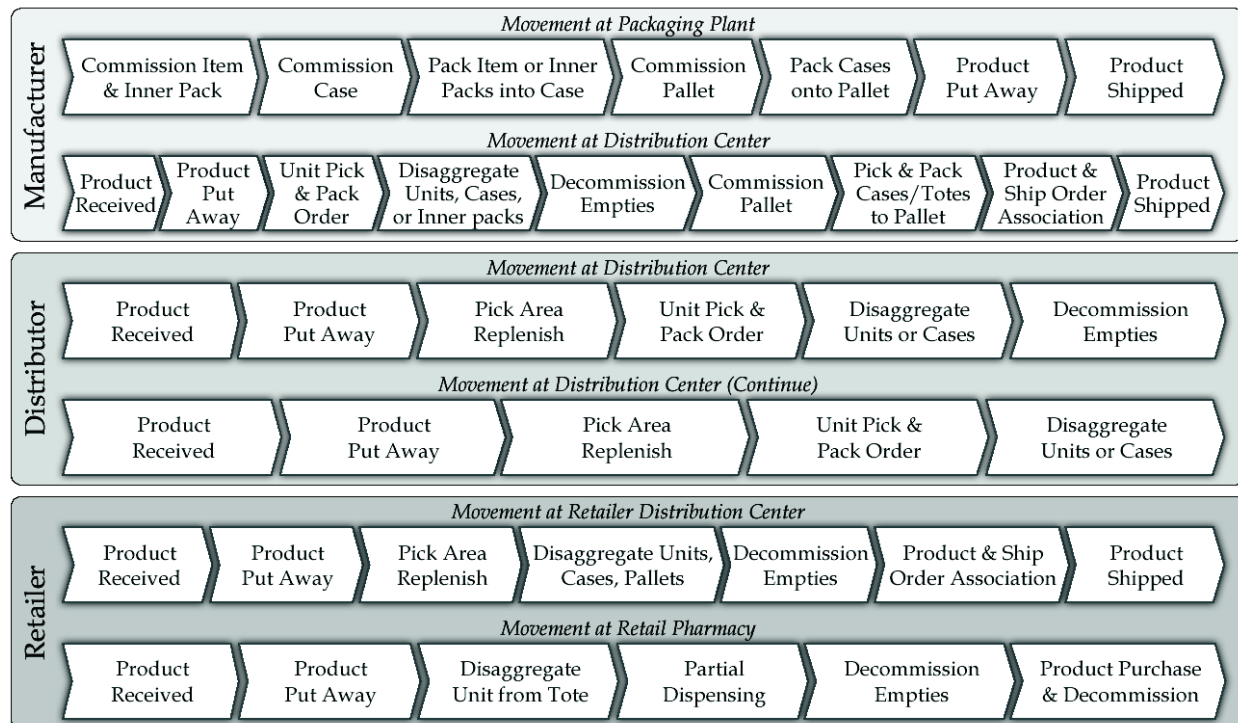 Manufacturer
Movement at Packaging Plant
Commission Item
& Inner Pack
Commission
Case
Pack Item or Inner
Packs into Case
Commission
Pallet
Pack Cases
onto Pallet
Product
Put Away
Product
Shipped
Movement at Distribution Center
Product
Received
Product
Put
Away
Unit Pick
& Pack
Order
Disaggregate
Units, Cases,
or Inner packs
Decommission
Empties
Commission
Pallet
Pick & Pack
Cases/Totes
to Pallet
Product &
Ship Order
Association
Product
Shipped
Distributor
Movement at Distribution Center
Product
Received
Product
Put Away
Pick Area
Replenish
Unit Pick &
Pack Order
Disaggregate
Units or Cases
Decommission
Empties
Movement at Distribution Center (Continue)
Product
Received
Product
Put Away
Pick Area
Replenish
Unit Pick &
Pack Order
Disaggregate
Units or Cases
Retailer
Movement at Retailer Distribution Center
Product
Received
Product
Put Away
Pick Area
Replenish
Disaggregate Units,
Cases, Pallets
Decommission
Empties
Product & Ship
Order Association
Product
Shipped
Movement at Retail Pharmacy
Product
Received
Product
Put Away
Disaggregate
Unit from Tote
Partial
Dispensing
Decommission
Empties
Product Purchase
& Decommission